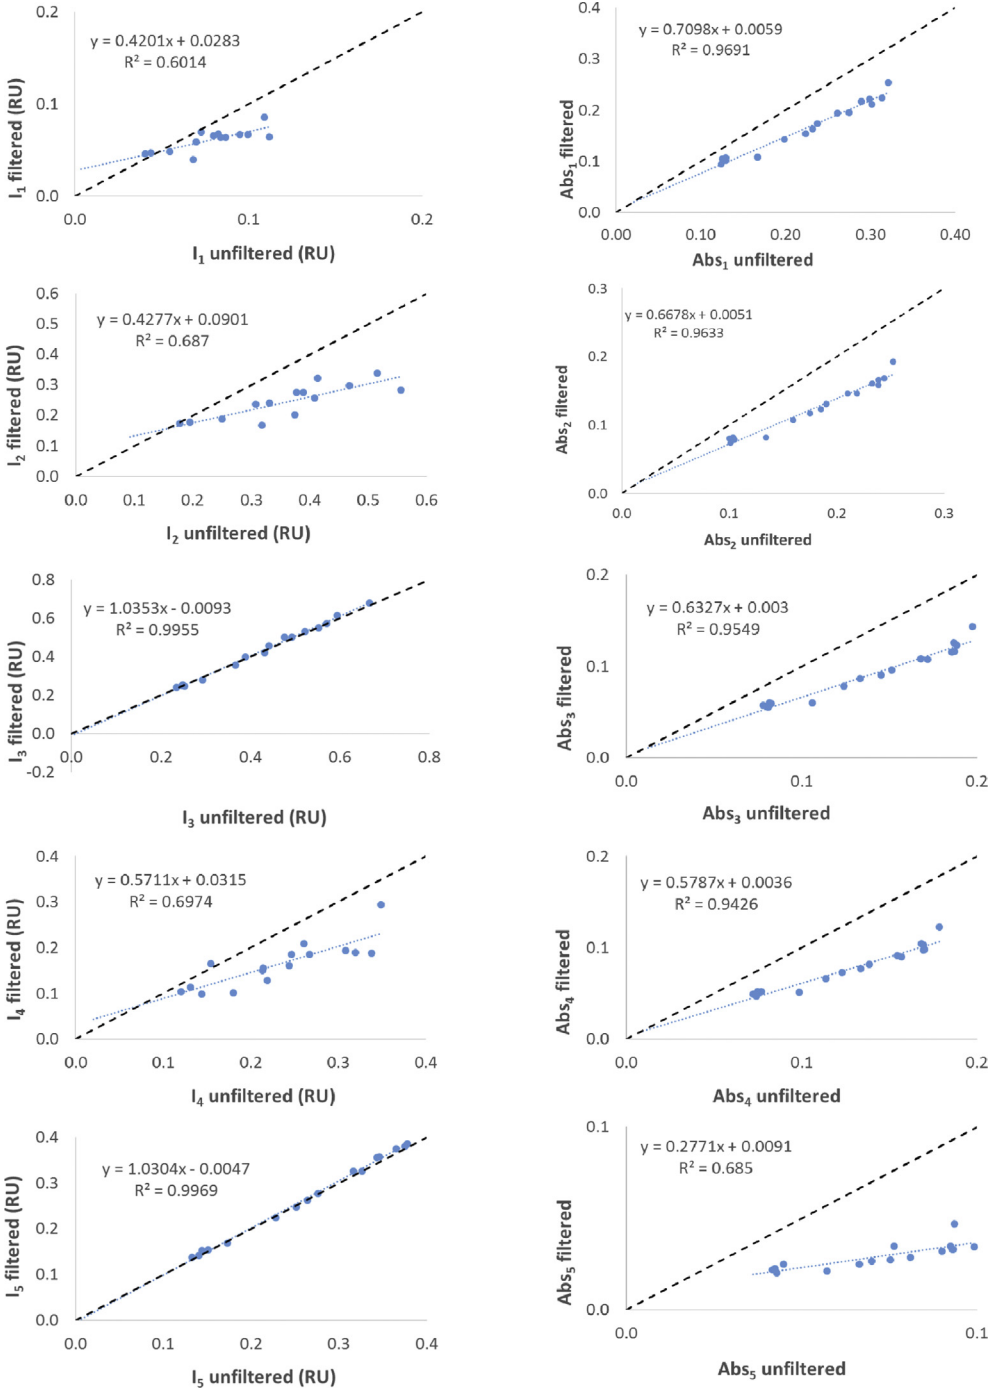 0.2
y = 0.4201x + 0.0283
R² = 0.6014
0.1
0.0
0.0 0.1 0.2
I₁ filtered (RU)
I₁ unfiltered (RU)
0.4
y = 0.7098x + 0.0059
R² = 0.9691
0.3
0.2
0.1
0.0
0.00 0.10 0.20 0.30 0.40
Abs₁ filtered
Abs₁ unfiltered
0.6
y = 0.4277x + 0.0901
R² = 0.687
0.5
0.4
0.3
0.2
0.1
0.0
0.0 0.1 0.2 0.3 0.4 0.5 0.6
I₂ filtered (RU)
I₂ unfiltered (RU)
0.3
y = 0.6678x + 0.0051
R² = 0.9633
0.2
0.1
0.0
0.0 0.1 0.2 0.3
Abs₂ filtered
Abs₂ unfiltered
0.8
y = 1.0353x - 0.0093
R² = 0.9955
0.6
0.4
0.2
0.0
-0.2
0.0 0.2 0.4 0.6 0.8
I₃ filtered (RU)
I₃ unfiltered (RU)
0.2
y = 0.6327x + 0.003
R² = 0.9549
0.1
0.0
0.0 0.1 0.2
Abs₃ filtered
Abs₃ unfiltered
0.4
y = 0.5711x + 0.0315
R² = 0.6974
0.3
0.2
0.1
0.0
0.0 0.1 0.2 0.3 0.4
I₄ filtered (RU)
I₄ unfiltered (RU)
0.2
y = 0.5787x + 0.0036
R² = 0.9426
0.1
0.0
0.0 0.1 0.2
Abs₄ filtered
Abs₄ unfiltered
0.4
y = 1.0304x - 0.0047
R² = 0.9969
0.3
0.2
0.1
0.0
0.0 0.1 0.2 0.3 0.4
I₅ filtered (RU)
I₅ unfiltered (RU)
0.1
y = 0.2771x + 0.0091
R² = 0.685
0.0
0.0 0.1
Abs₅ filtered
Abs₅ unfiltered